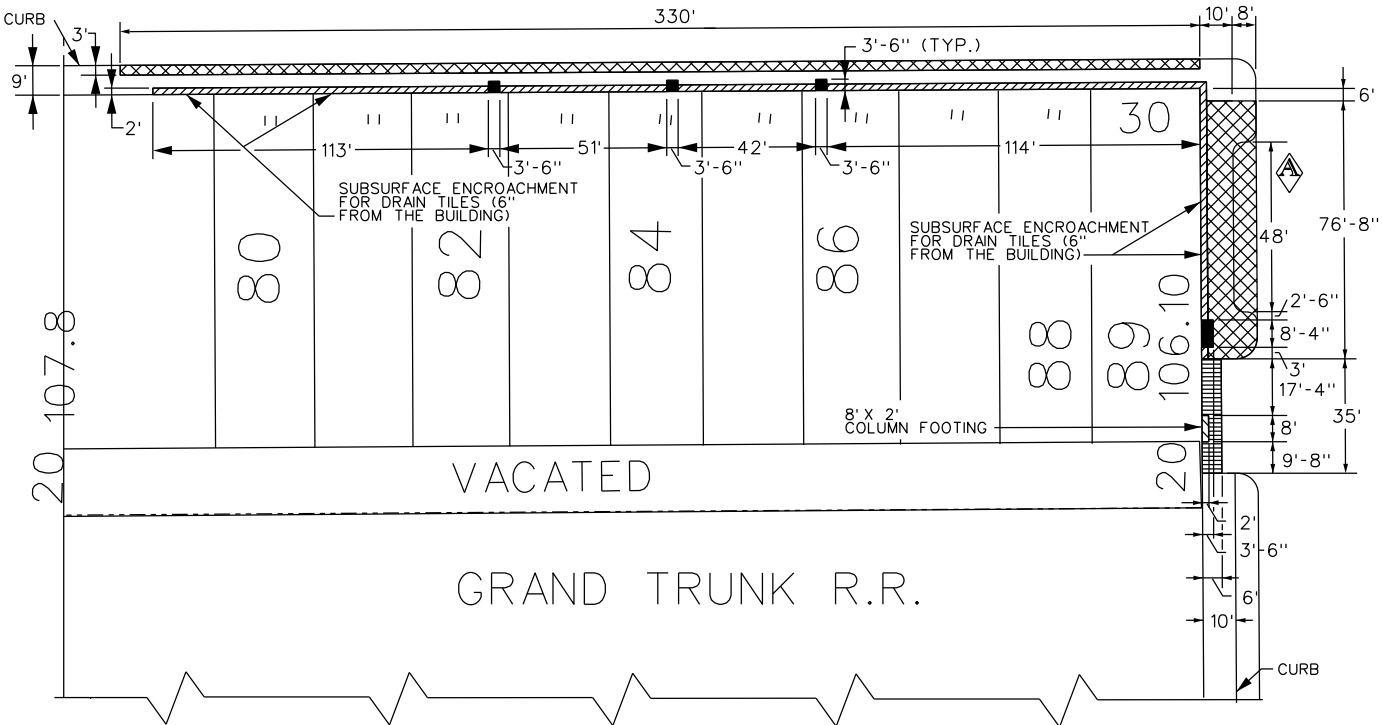 CURB
330'
10' 8'
3'
3'-6" (TYP.)
9'
6'
2'
" " " " " " " "
30
113' 51' 42' 114'
3'-6" 3'-6" 3'-6"
A
SUBSURFACE ENCROACHMENT
FOR DRAIN TILES (6"
FROM THE BUILDING)
SUBSURFACE ENCROACHMENT
FOR DRAIN TILES (6"
FROM THE BUILDING)
76'-8"
48'
80
82
84
86
88
89
107.8
106.10
2'-6"
8'-4"
3'
17'-4"
35'
8' X 2'
COLUMN FOOTING
8'
9'-8"
20
VACATED
20
2'
3'-6"
6'
10'
GRAND TRUNK R.R.
CURB